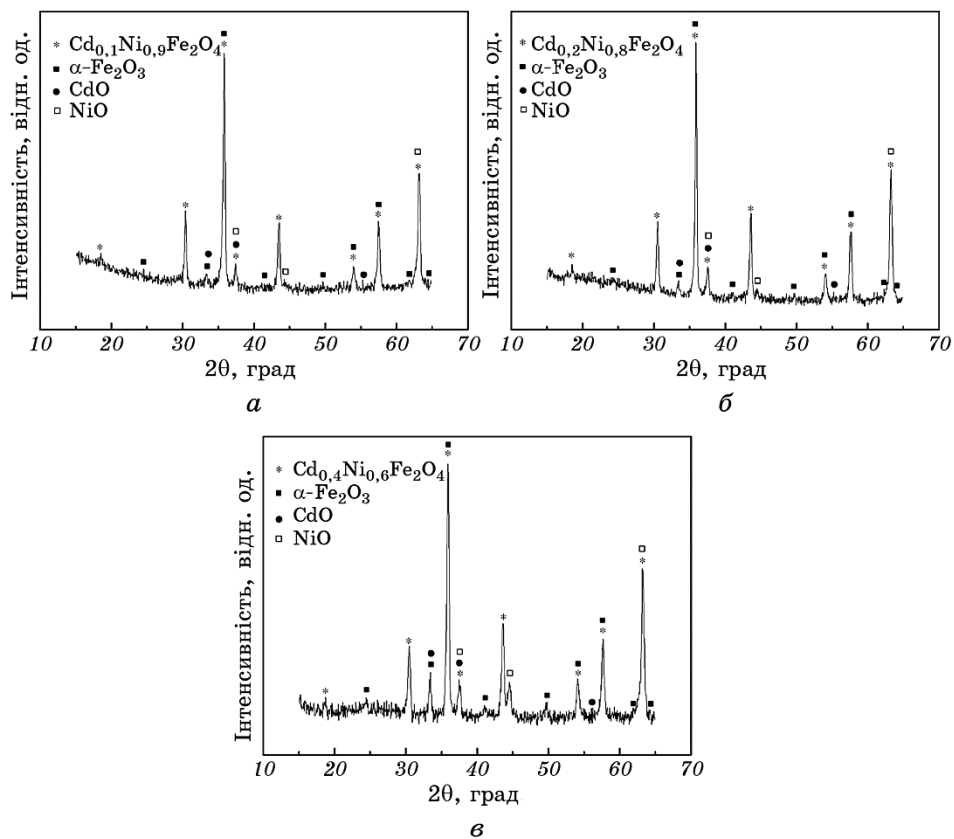 Інтенсивність, відн. од.
* Cd0,1Ni0,9Fe2O4
■ α-Fe2O3
● CdO
□ NiO
10 20 30 40 50 60 70
2θ, град
а
Інтенсивність, відн. од.
* Cd0,2Ni0,8Fe2O4
■ α-Fe2O3
● CdO
□ NiO
10 20 30 40 50 60 70
2θ, град
б
Інтенсивність, відн. од.
* Cd0,4Ni0,6Fe2O4
■ α-Fe2O3
● CdO
□ NiO
10 20 30 40 50 60 70
2θ, град
в